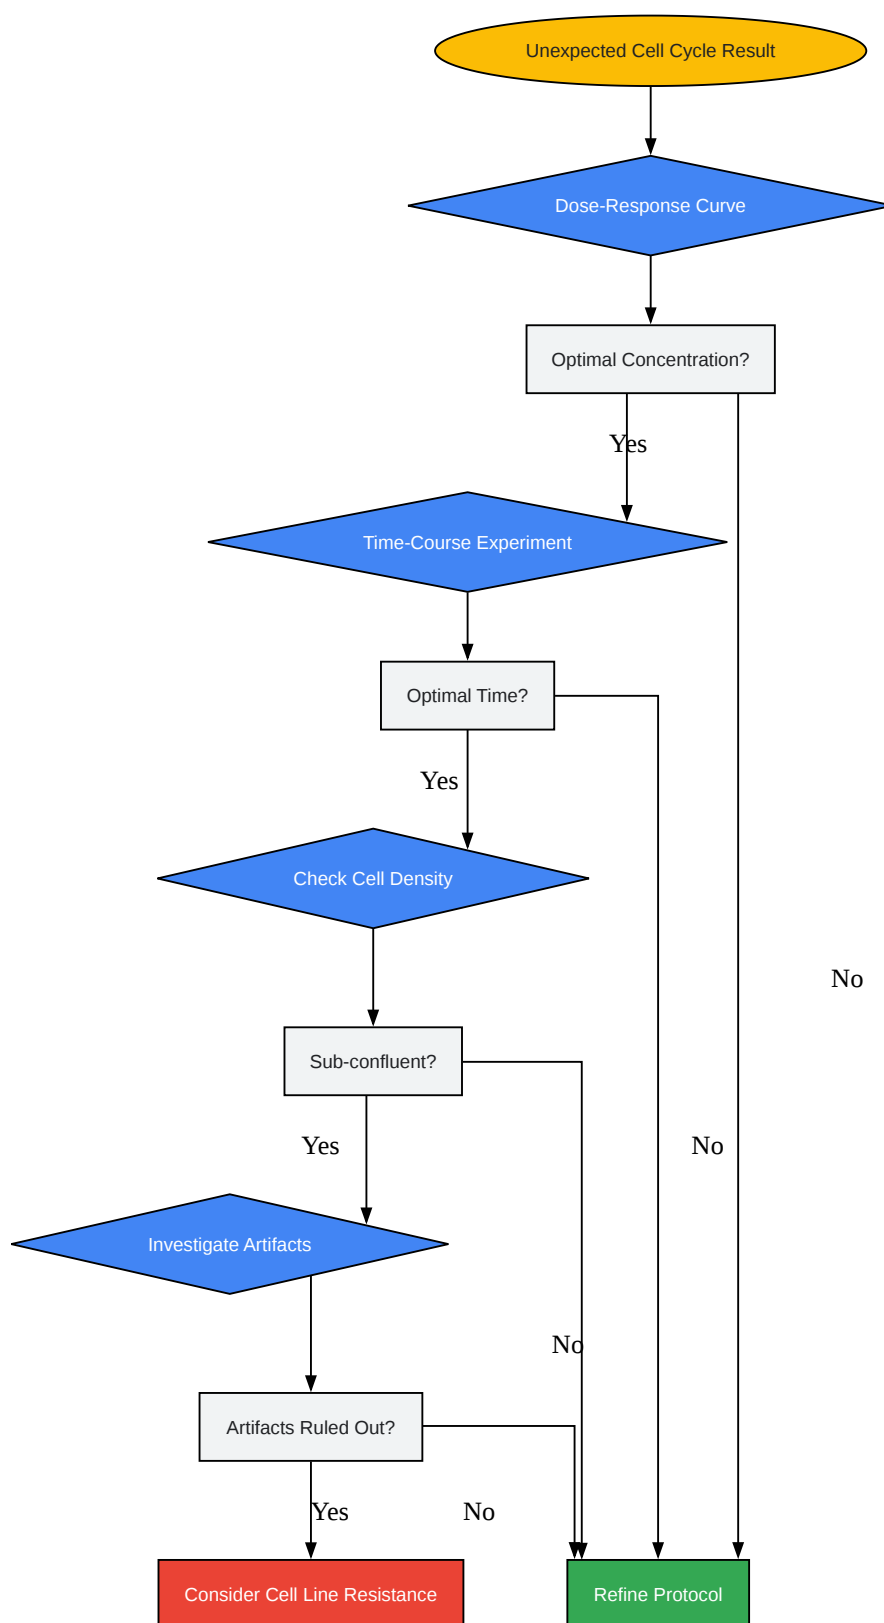 Unexpected Cell Cycle Result
Dose-Response Curve
Optimal Concentration?
Yes
Time-Course Experiment
Optimal Time?
Yes
Check Cell Density
No
Sub-confluent?
Yes
No
Investigate Artifacts
No
Artifacts Ruled Out?
Yes
No
Consider Cell Line Resistance
Refine Protocol